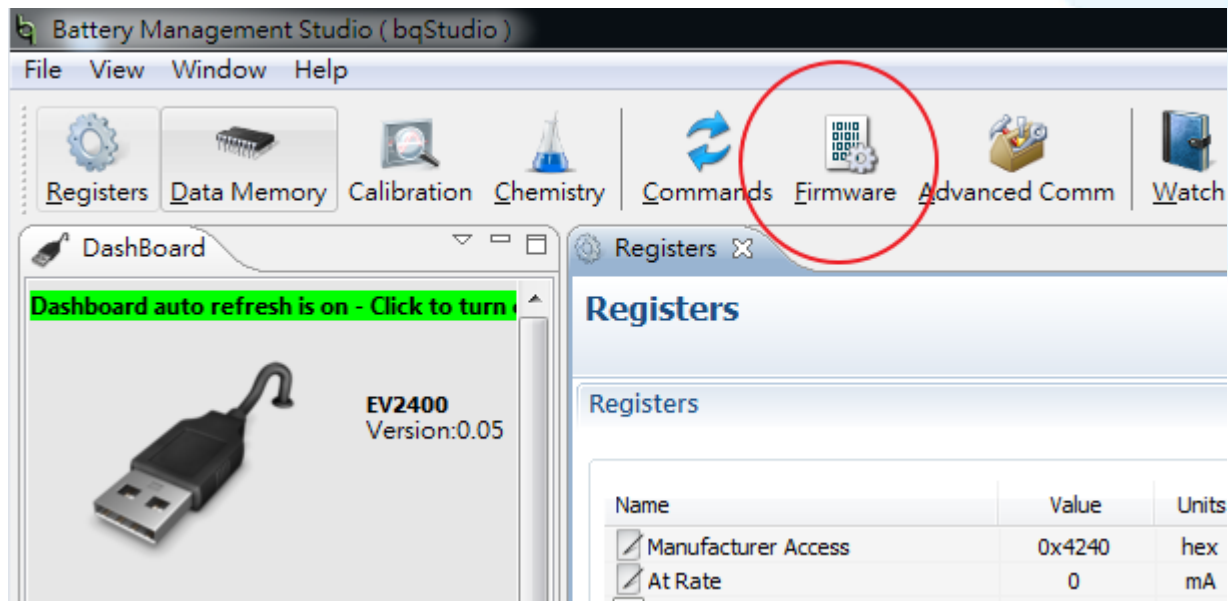 Battery Management Studio ( bqStudio )
File View Window Help
Registers Data Memory Calibration Chemistry Commands Firmware Advanced Comm Watch
DashBoard
Registers
Dashboard auto refresh is on - Click to turn
Registers
EV2400
Version:0.05
Registers
Name Value Units
Manufacturer Access 0x4240 hex
At Rate 0 mA